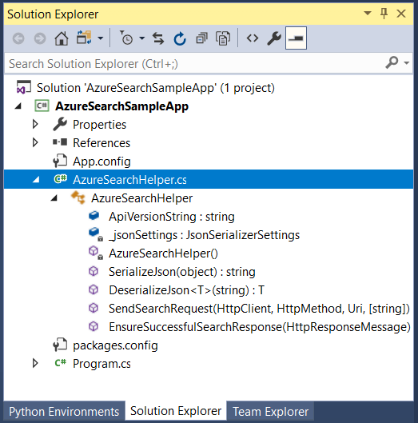 Solution Explorer
Search Solution Explorer (Ctrl+;)
Solution 'AzureSearchSampleApp' (1 project)
AzureSearchSampleApp
Properties
References
App.config
AzureSearchHelper.cs
AzureSearchHelper
ApiVersionString : string
_jsonSettings : JsonSerializerSettings
AzureSearchHelper()
SerializeJson(object) : string
DeserializeJson<T>(string) : T
SendSearchRequest(HttpClient, HttpMethod, Uri, [string])
EnsureSuccessfulSearchResponse(HttpResponseMessage)
packages.config
Program.cs
Python Environments Solution Explorer Team Explorer